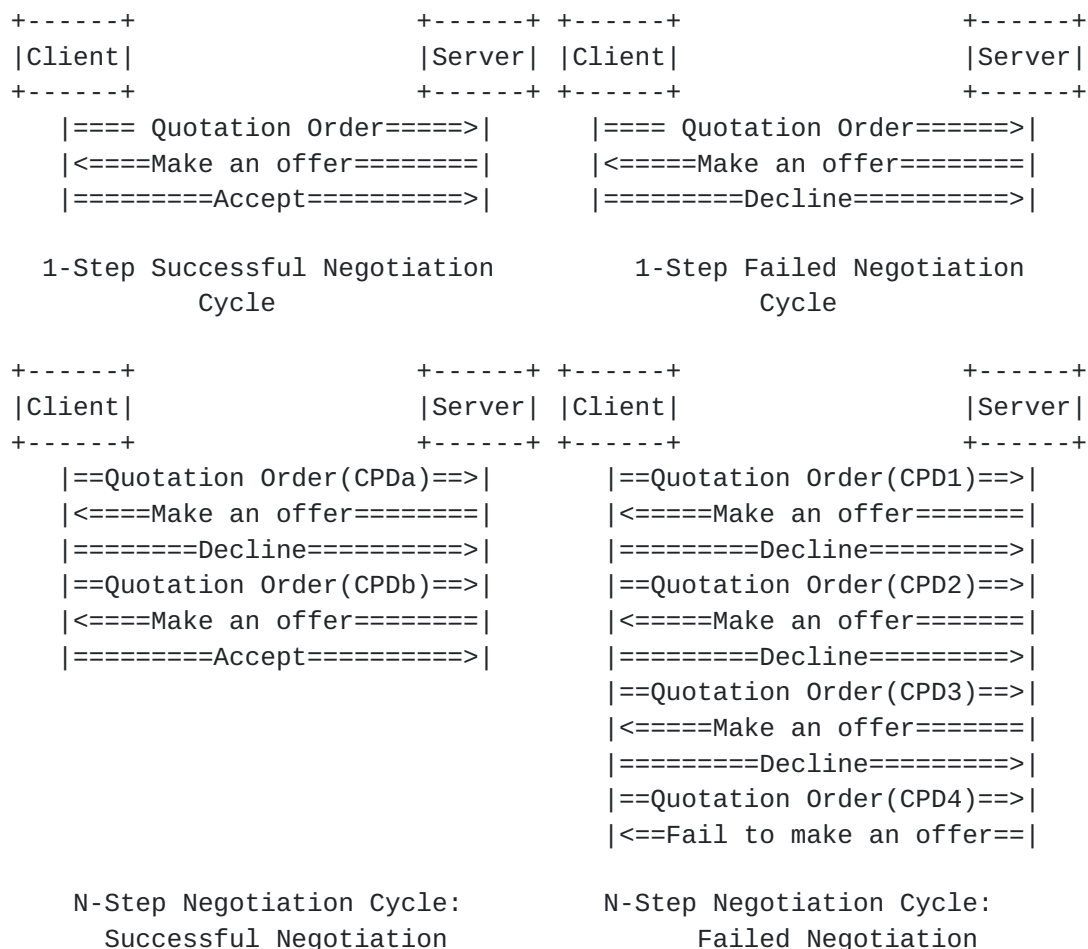 +------+                  +------+ +------+                  +------+
|Client|                  |Server| |Client|                  |Server|
+------+                  +------+ +------+                  +------+
   |==== Quotation Order=====>|       |==== Quotation Order======>|
   |<====Make an offer========|       |<=====Make an offer========|
   |=========Accept==========>|       |=========Decline==========>|

  1-Step Successful Negotiation         1-Step Failed Negotiation
            Cycle                               Cycle

+------+                  +------+ +------+                  +------+
|Client|                  |Server| |Client|                  |Server|
+------+                  +------+ +------+                  +------+
   |==Quotation Order(CPDa)==>|       |==Quotation Order(CPD1)==>|
   |<====Make an offer========|       |<=====Make an offer=======|
   |========Decline==========>|       |=========Decline=========>|
   |==Quotation Order(CPDb)==>|       |==Quotation Order(CPD2)==>|
   |<====Make an offer========|       |<=====Make an offer=======|
   |=========Accept==========>|       |=========Decline=========>|
                                      |==Quotation Order(CPD3)==>|
                                      |<=====Make an offer=======|
                                      |=========Decline=========>|
                                      |==Quotation Order(CPD4)==>|
                                      |<==Fail to make an offer==|

    N-Step Negotiation Cycle:         N-Step Negotiation Cycle:
      Successful Negotiation                Failed Negotiation